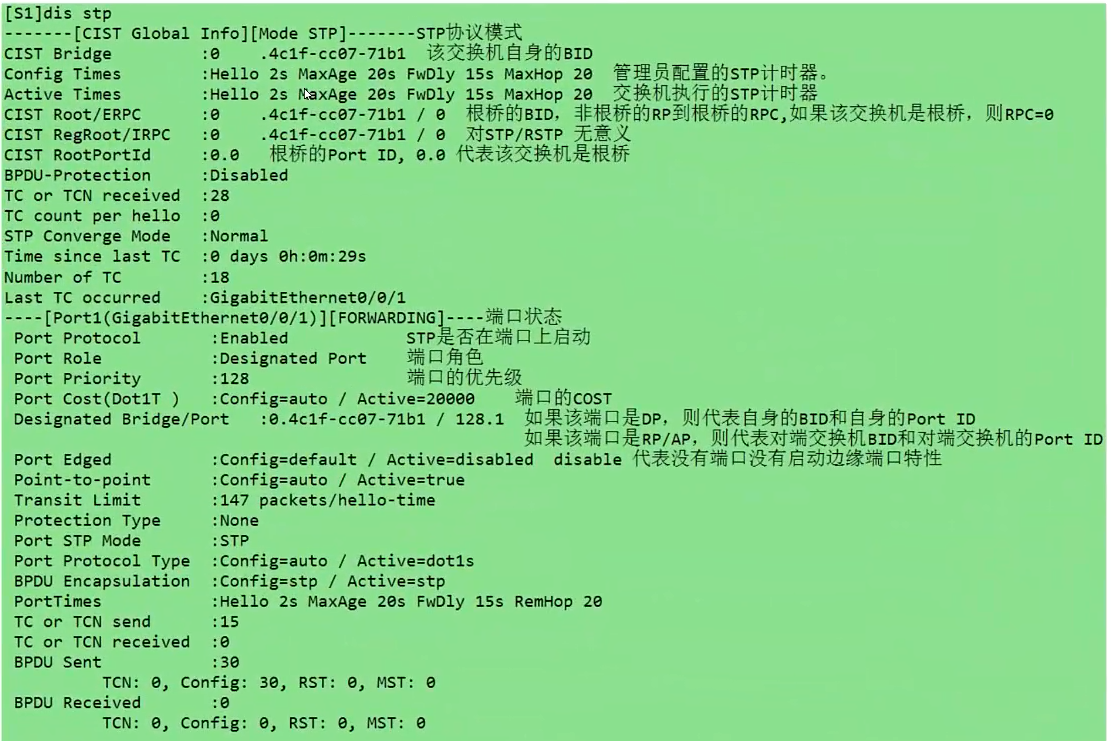 [S1]dis stp
-------[CIST Global Info][Mode STP]-------STP协议模式
CIST Bridge         :0    .4c1f-cc07-71b1  该交换机自身的BID
Config Times        :Hello 2s MaxAge 20s FwDly 15s MaxHop 20  管理员配置的STP计时器。
Active Times        :Hello 2s MaxAge 20s FwDly 15s MaxHop 20  交换机执行的STP计时器
CIST Root/ERPC      :0    .4c1f-cc07-71b1 / 0  根桥的BID，非根桥的RP到根桥的RPC,如果该交换机是根桥，则RPC=0
CIST RegRoot/IRPC   :0    .4c1f-cc07-71b1 / 0  对STP/RSTP 无意义
CIST RootPortId     :0.0   根桥的Port ID, 0.0 代表该交换机是根桥
BPDU-Protection     :Disabled
TC or TCN received  :28
TC count per hello  :0
STP Converge Mode   :Normal
Time since last TC  :0 days 0h:0m:29s
Number of TC        :18
Last TC occurred    :GigabitEthernet0/0/1
----[Port1(GigabitEthernet0/0/1)][FORWARDING]----端口状态
 Port Protocol       :Enabled            STP是否在端口上启动
 Port Role           :Designated Port    端口角色
 Port Priority       :128                端口的优先级
 Port Cost(Dot1T )   :Config=auto / Active=20000    端口的COST
 Designated Bridge/Port   :0.4c1f-cc07-71b1 / 128.1  如果该端口是DP，则代表自身的BID和自身的Port ID
如果该端口是RP/AP，则代表对端交换机BID和对端交换机的Port ID
 Port Edged          :Config=default / Active=disabled  disable 代表没有端口没有启动边缘端口特性
 Point-to-point      :Config=auto / Active=true
 Transit Limit       :147 packets/hello-time
 Protection Type     :None
 Port STP Mode       :STP
 Port Protocol Type  :Config=auto / Active=dot1s
 BPDU Encapsulation  :Config=stp / Active=stp
 PortTimes           :Hello 2s MaxAge 20s FwDly 15s RemHop 20
 TC or TCN send      :15
 TC or TCN received  :0
 BPDU Sent           :30
          TCN: 0, Config: 30, RST: 0, MST: 0
 BPDU Received       :0
          TCN: 0, Config: 0, RST: 0, MST: 0